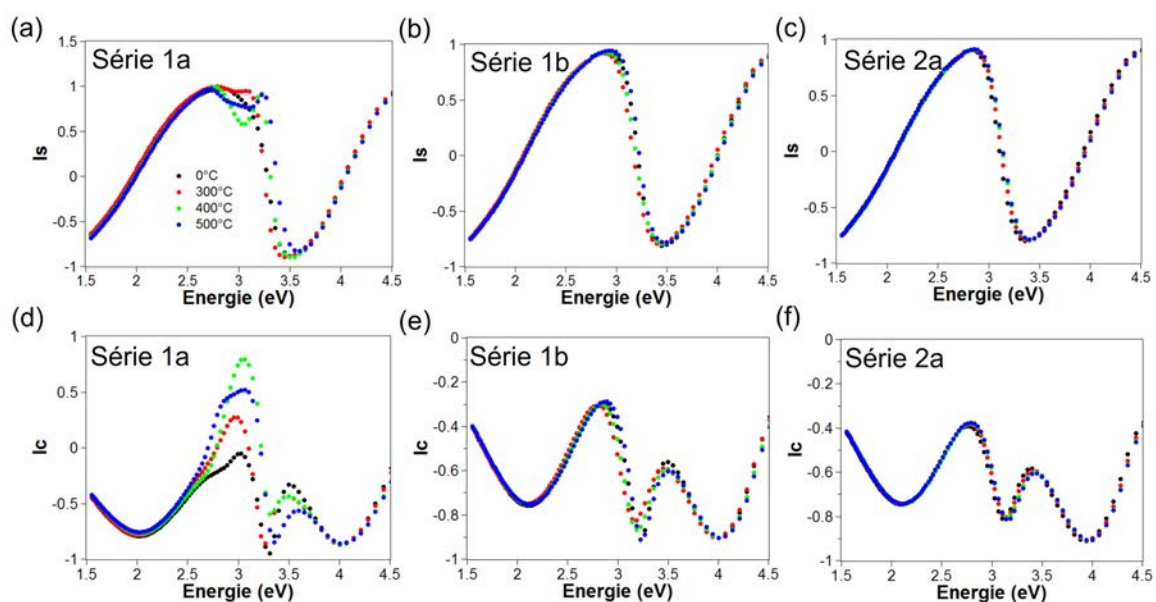 (a)
1.5
1
0.5
0
-0.5
-1
Is
Série 1a
0°C
300°C
400°C
500°C
1.5 2 2.5 3 3.5 4 4.5
Energie (eV)
(b)
1
0.5
0
-0.5
-1
Is
Série 1b
1.5 2 2.5 3 3.5 4 4.5
Energie (eV)
(c)
1
0.5
0
-0.5
-1
Is
Série 2a
1.5 2 2.5 3 3.5 4 4.5
Energie (eV)
(d)
1
0.5
0
-0.5
-1
Ic
Série 1a
1.5 2 2.5 3 3.5 4 4.5
Energie (eV)
(e)
0
-0.2
-0.4
-0.6
-0.8
-1
Ic
Série 1b
1.5 2 2.5 3 3.5 4 4.5
Energie (eV)
(f)
0
-0.2
-0.4
-0.6
-0.8
-1
Ic
Série 2a
1.5 2 2.5 3 3.5 4 4.5
Energie (eV)